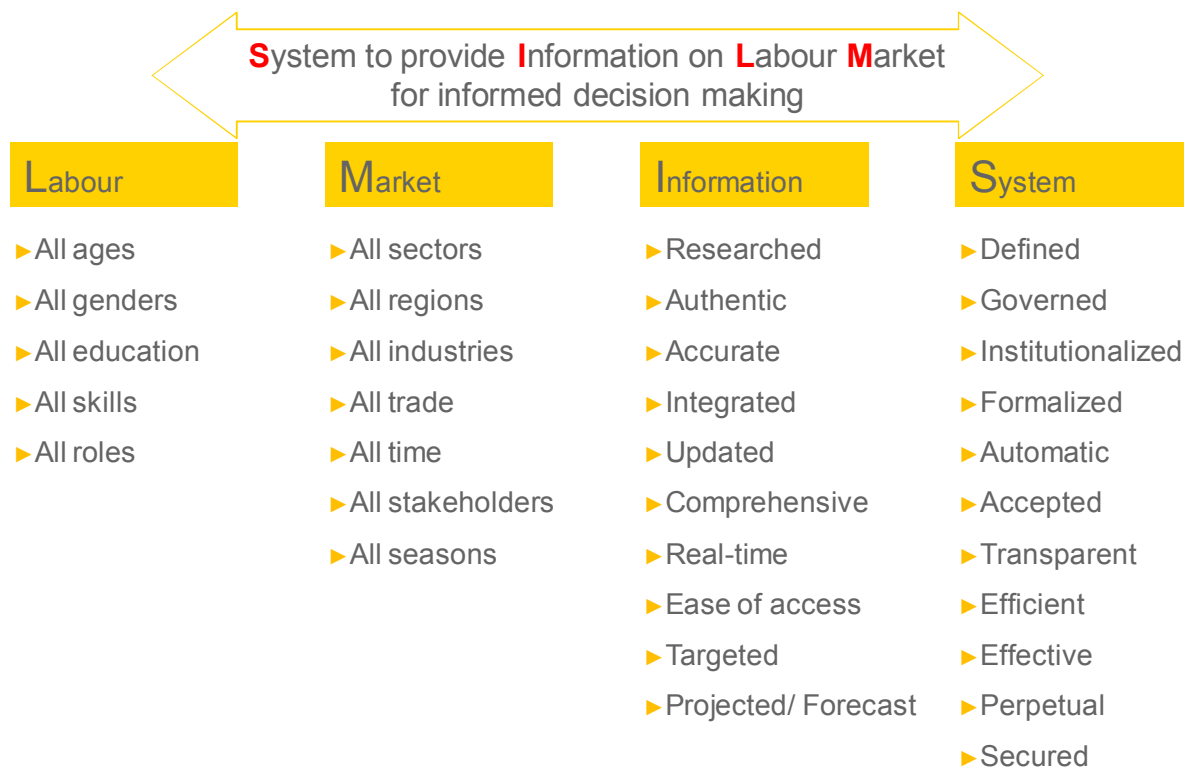 System to provide Information on Labour Market
for informed decision making
Labour
►All ages
►All genders
►All education
►All skills
►All roles
Market
►All sectors
►All regions
►All industries
►All trade
►All time
►All stakeholders
►All seasons
Information
►Researched
►Authentic
►Accurate
►Integrated
►Updated
►Comprehensive
►Real-time
►Ease of access
►Targeted
►Projected/ Forecast
System
►Defined
►Governed
►Institutionalized
►Formalized
►Automatic
►Accepted
►Transparent
►Efficient
►Effective
►Perpetual
►Secured